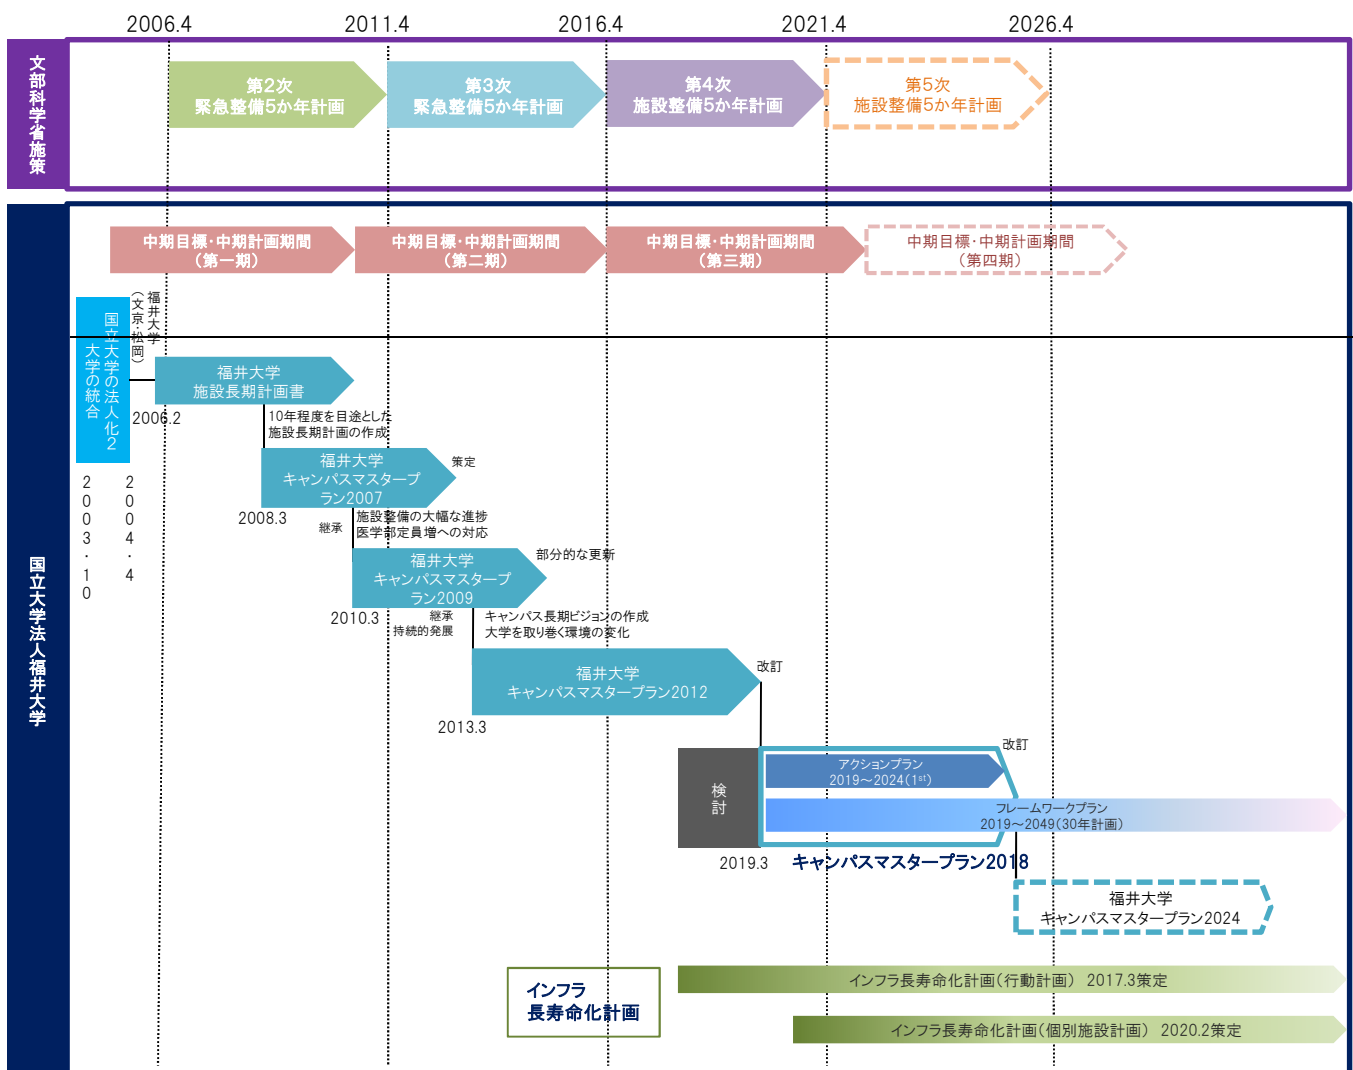 2006.4
2011.4
2016.4
2021.4
2026.4
文部科学省施策
第2次
緊急整備5か年計画
第3次
緊急整備5か年計画
第4次
施設整備5か年計画
第5次
施設整備5か年計画
国立大学法人福井大学
中期目標・中期計画期間
（第一期）
中期目標・中期計画期間
（第二期）
中期目標・中期計画期間
（第三期）
中期目標・中期計画期間
（第四期）
国立大学の法人化２
大学の統合
２００４・４
２００３・１０
福井大学
（文京・松岡）
福井大学
施設長期計画書
2006.2
10年程度を目途とした
施設長期計画の作成
福井大学
キャンパスマスタープ
ラン2007
策定
2008.3
継承
施設整備の大幅な進捗
医学部定員増への対応
福井大学
キャンパスマスタープ
ラン2009
部分的な更新
2010.3
継承
持続的発展
キャンパス長期ビジョンの作成
大学を取り巻く環境の変化
福井大学
キャンパスマスタープラン2012
改訂
2013.3
検討
アクションプラン
2019～2024（1st）
改訂
フレームワークプラン
2019～2049（30年計画）
2019.3
キャンパスマスタープラン2018
福井大学
キャンパスマスタープラン2024
インフラ
長寿命化計画
インフラ長寿命化計画（行動計画） 2017.3策定
インフラ長寿命化計画（個別施設計画） 2020.2策定